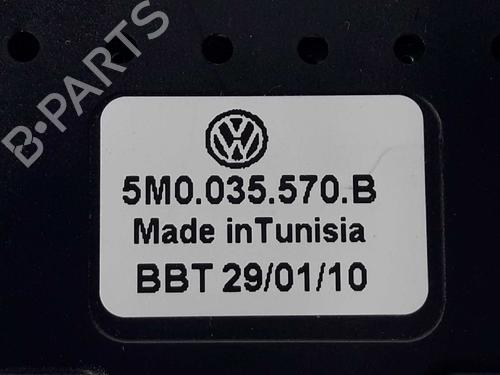 B-PARTS
5M0.035.570.B
Made inTunisia
BBT 29/01/10